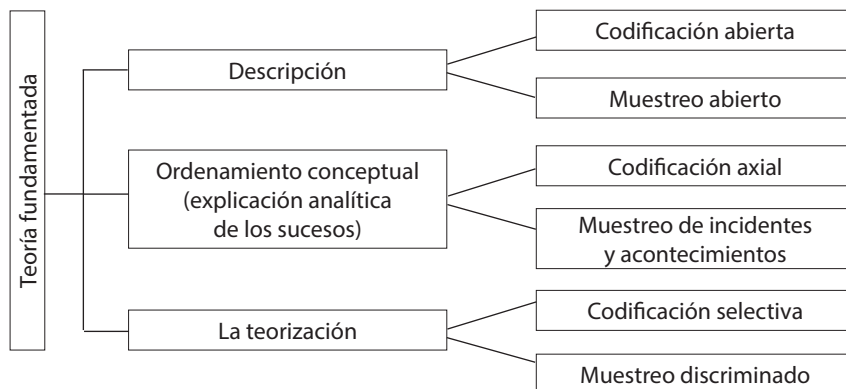 Teoría fundamentada
Descripción
Codificación abierta
Muestreo abierto
Ordenamiento conceptual
(explicación analítica
de los sucesos)
Codificación axial
Muestreo de incidentes
y acontecimientos
La teorización
Codificación selectiva
Muestreo discriminado